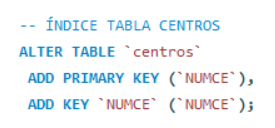 -- ÍNDICE TABLA CENTROS
ALTER TABLE `centros`
ADD PRIMARY KEY (`NUMCE`),
ADD KEY `NUMCE` (`NUMCE`);